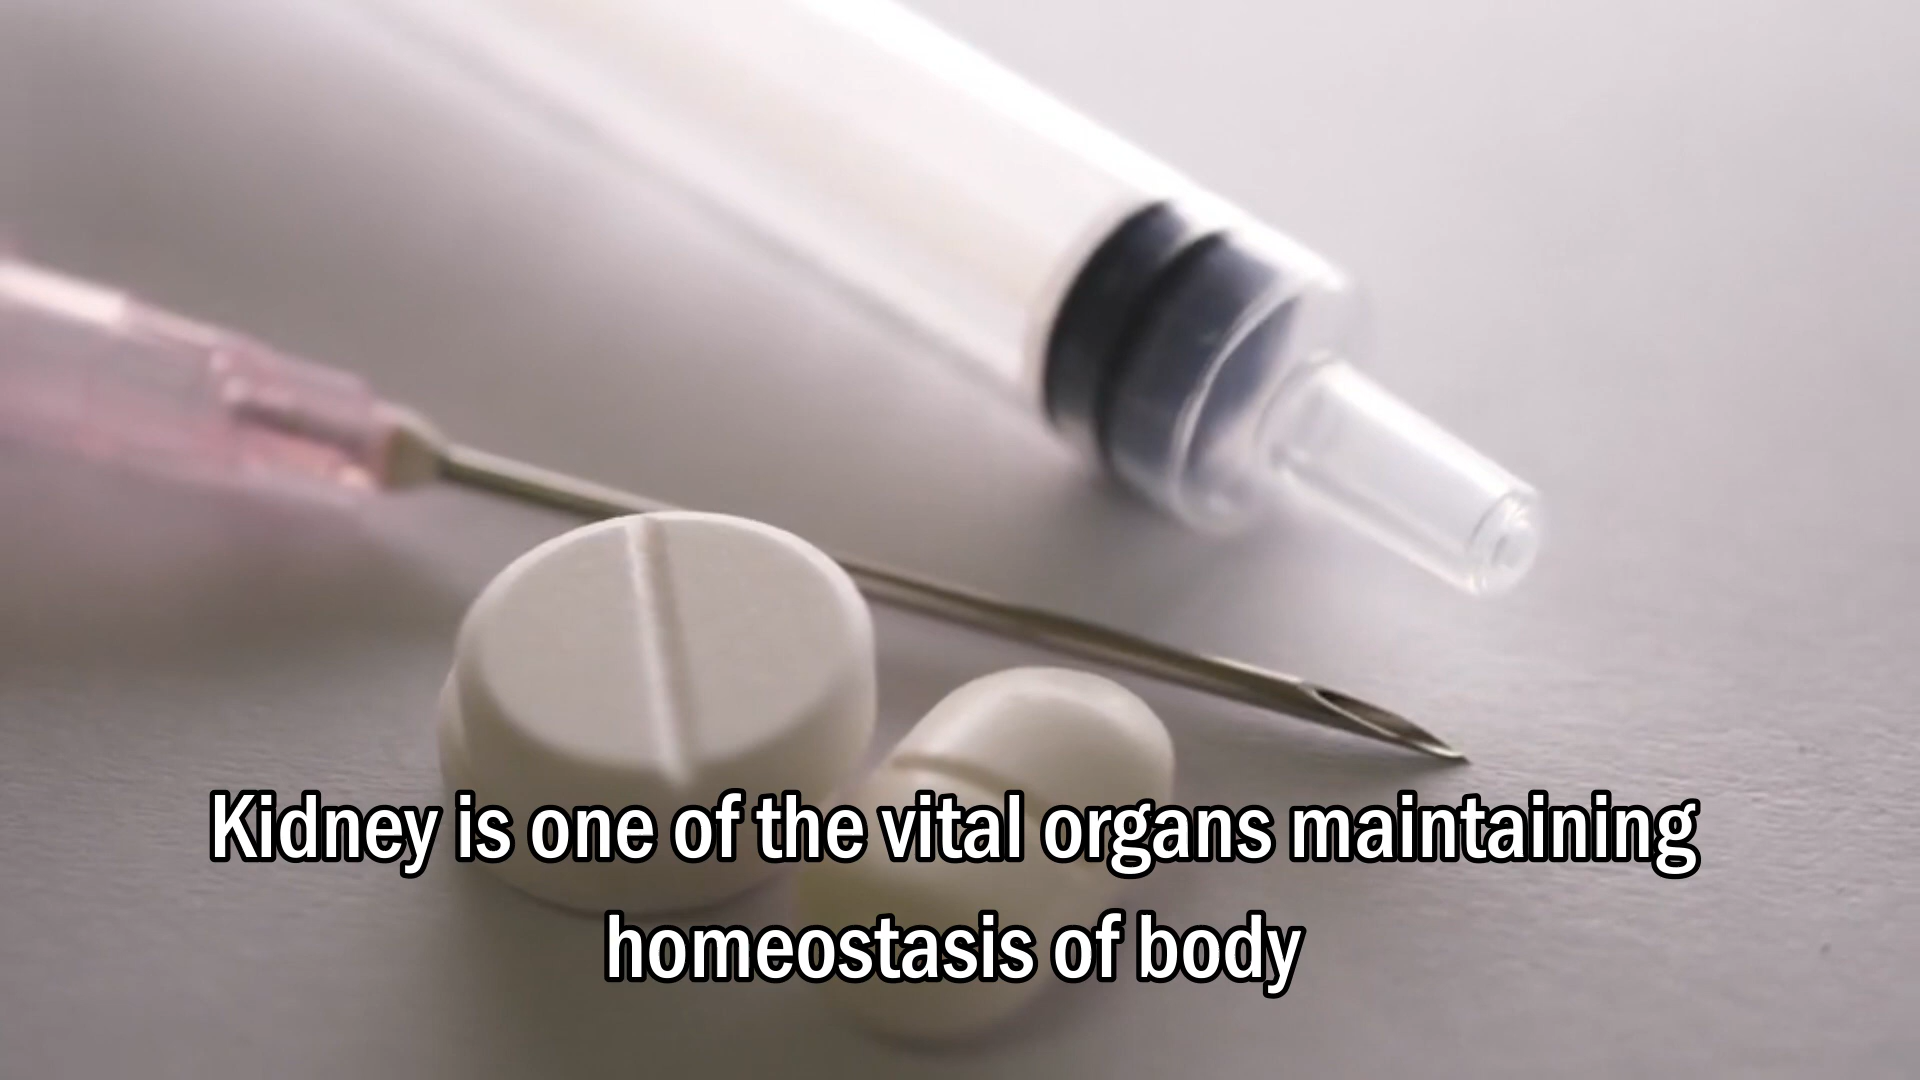 Kidney is one of the vital organs maintaining
homeostasis of body